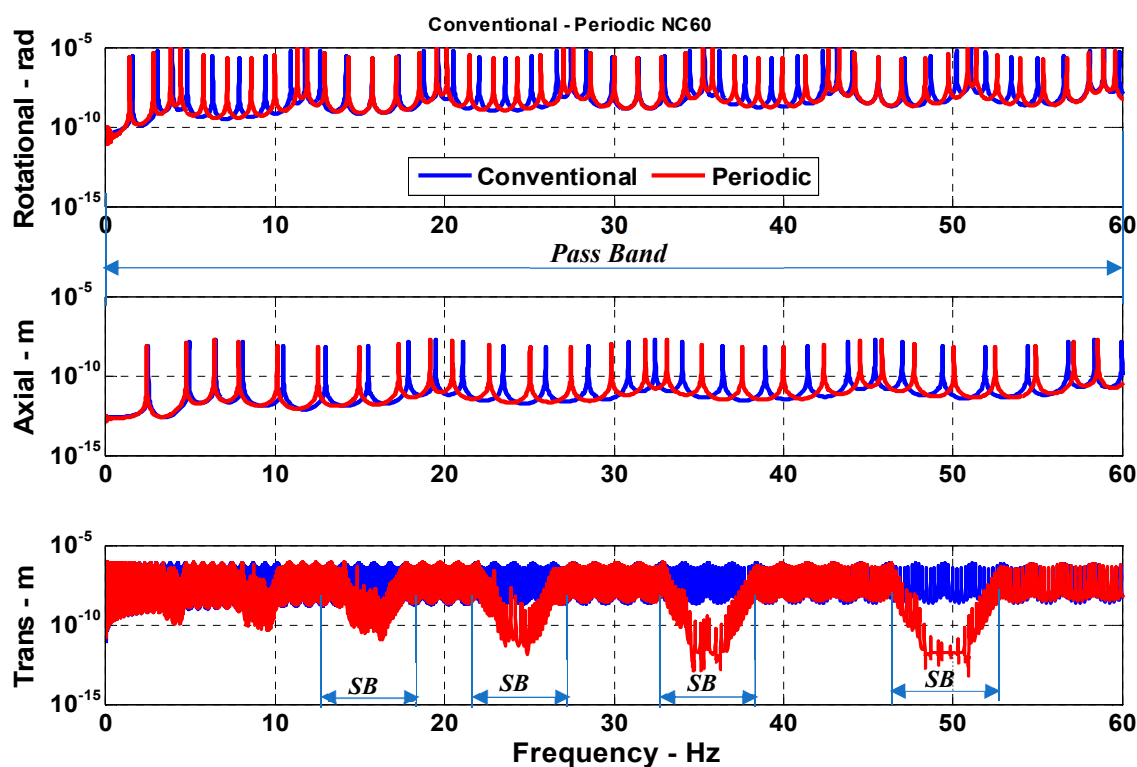 Conventional - Periodic NC60
Rotational - rad
10-5
10-10
10-15
Conventional
Periodic
0 10 20 30 40 50 60
Pass Band
Axial - m
10-5
10-10
10-15
0 10 20 30 40 50 60
Trans - m
10-5
10-10
10-15
SB SB SB SB
0 10 20 30 40 50 60
Frequency - Hz